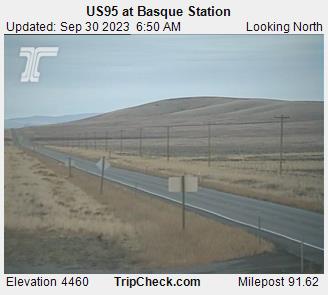 US95 at Basque Station
Updated: Sep 30 2023 6:50 AM Looking North
Elevation 4460 TripCheck.com Milepost 91.62